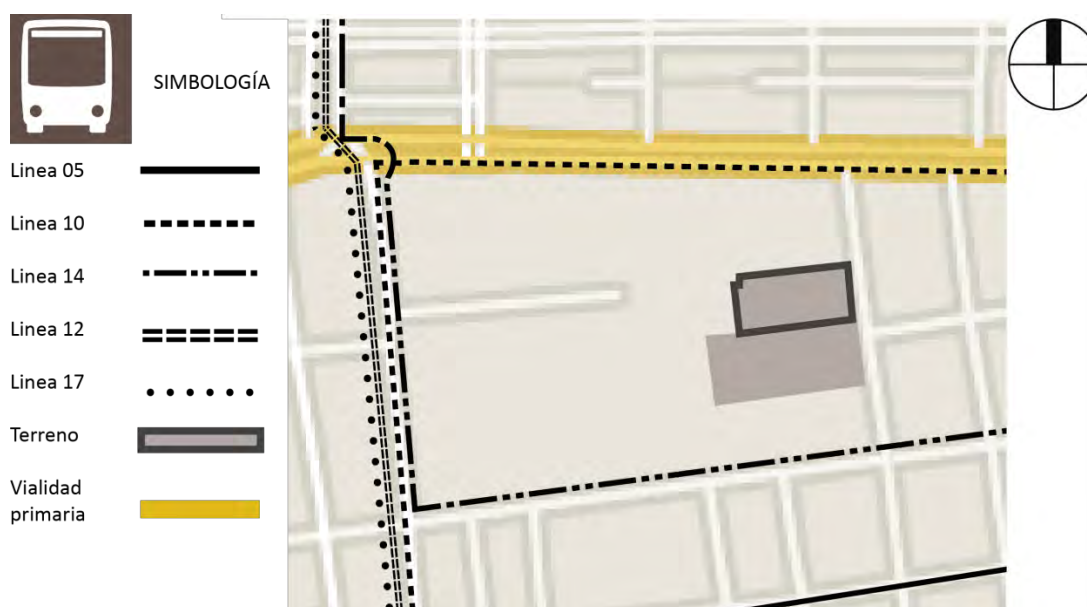 SIMBOLOGÍA
Linea 05
Linea 10
Linea 14
Linea 12
Linea 17
Terreno
Vialidad
primaria